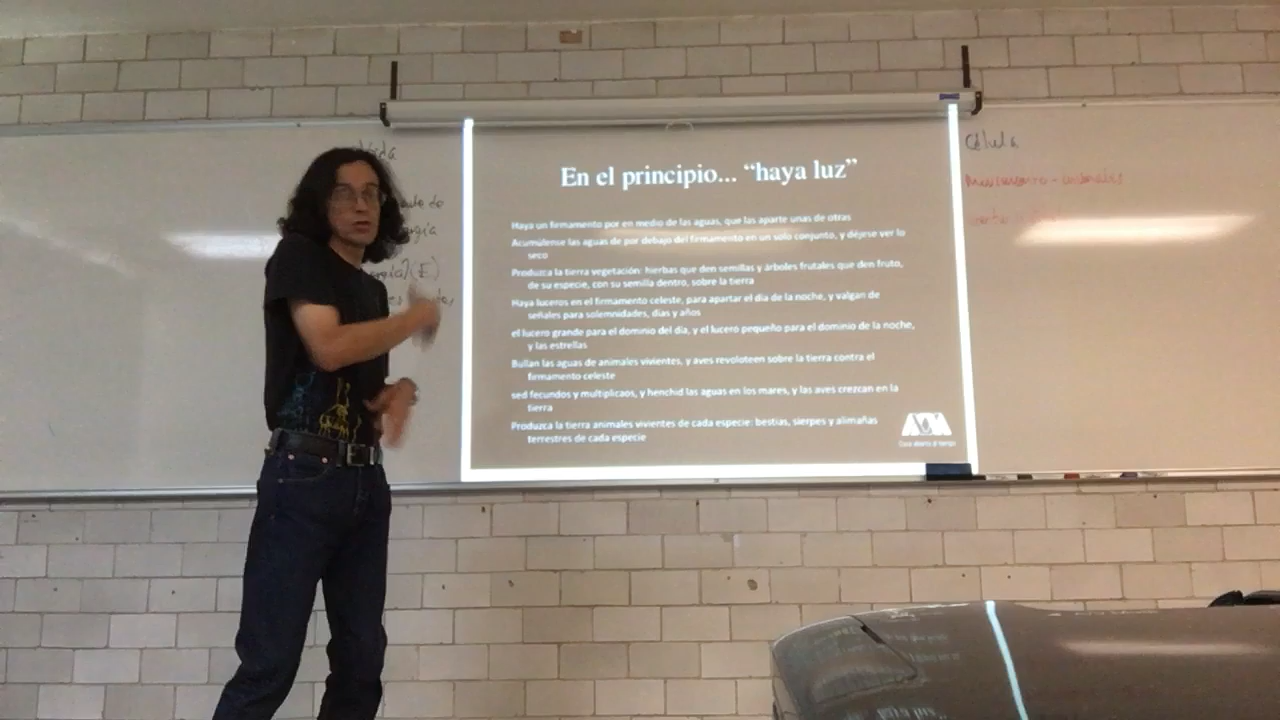 En el principio... “haya luz”
Haya un firmamento por en medio de las aguas, que las aparte unas de otras
Acumúlense las aguas de por debajo del firmamento en un solo conjunto, y déjese ver lo
seco
Produzca la tierra vegetación: hierbas que den semillas y árboles frutales que den fruto,
de su especie, con su semilla dentro, sobre la tierra
Haya luceros en el firmamento celeste, para apartar el día de la noche, y valgan de
señales para solemnidades, días y años
el lucero grande para el dominio del día, y el lucero pequeño para el dominio de la noche,
y las estrellas
Bullan las aguas de animales vivientes, y aves revoloteen sobre la tierra contra el
firmamento celeste
sed fecundos y multiplicaos, y henchid las aguas en los mares, y las aves crezcan en la
tierra
Produzca la tierra animales vivientes de cada especie: bestias, sierpes y alimañas
terrestres de cada especie
Casa abierta al tiempo
Célula
(E)